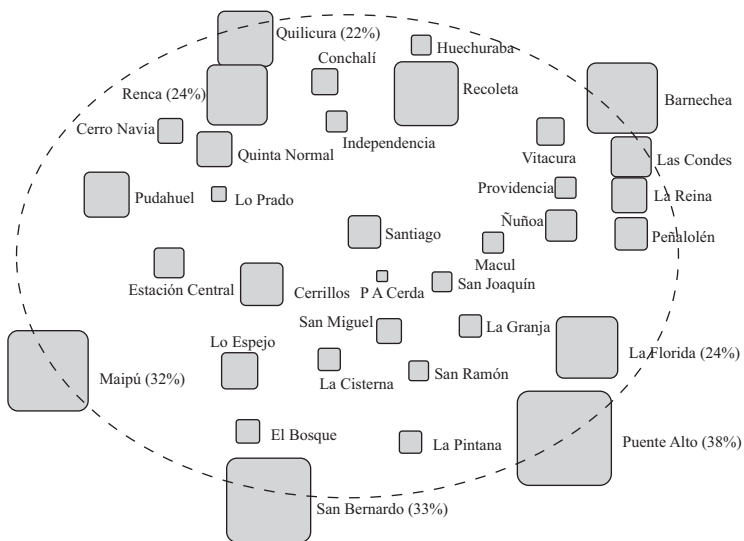 Quilicura (22%)
Huechuraba
Conchalí
Renca (24%)
Recoleta
Barnechea
Cerro Navia
Independencia
Quinta Normal
Vitacura
Las Condes
Pudahuel
Lo Prado
Providencia
La Reina
Santiago
Ñuñoa
Peñalolén
Macul
Estación Central
Cerrillos
P A Cerda
San Joaquín
San Miguel
La Granja
Lo Espejo
La Florida (24%)
Maipú (32%)
La Cisterna
San Ramón
El Bosque
La Pintana
Puente Alto (38%)
San Bernardo (33%)